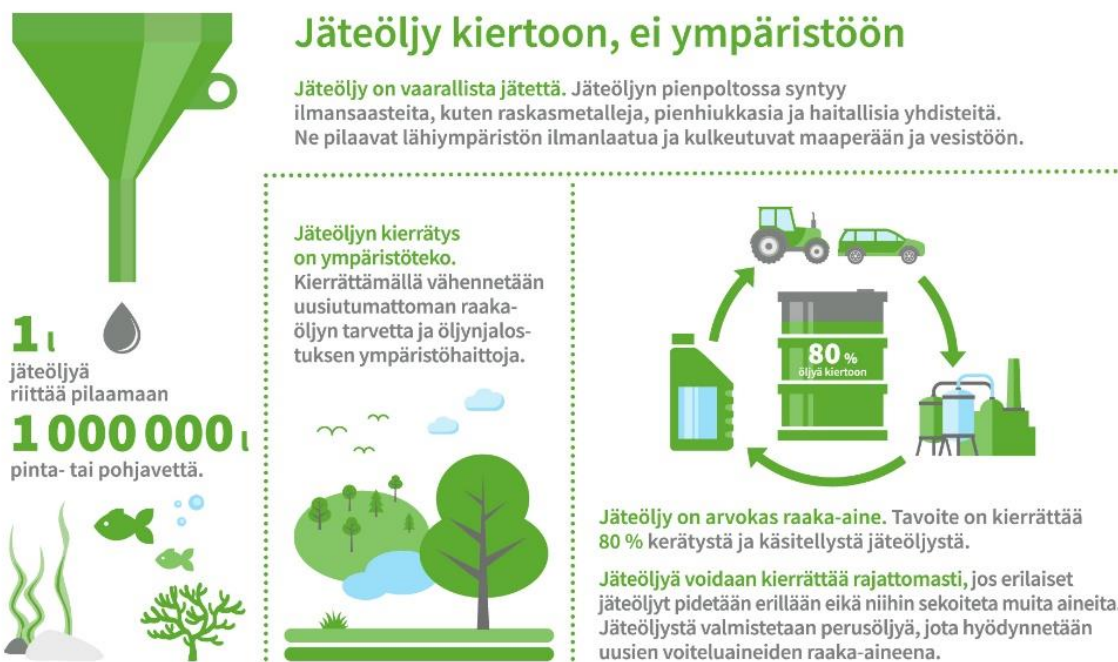 Jäteöljy kiertoon, ei ympäristöön
Jäteöljy on vaarallista jätettä. Jäteöljyn pienpoltossa syntyy
ilmansaasteita, kuten raskasmetalleja, pienhiukkasia ja haitallisia yhdisteitä.
Ne pilaavat lähiympäristön ilmanlaatua ja kulkeutuvat maaperään ja vesistöön.
1 l
jäteöljyä
riittää pilaamaan
1 000 000 l
pinta- tai pohjavettä.
Jäteöljyn kierrätys
on ympäristöteko.
Kierrättämällä vähennetään
uusiutumattoman raaka-
öljyn tarvetta ja öljynjalos-
tuksen ympäristöhaittoja.
80 %
öljyä kiertoon
Jäteöljy on arvokas raaka-aine. Tavoite on kierrättää
80 % kerätystä ja käsitellystä jäteöljystä.
Jäteöljyä voidaan kierrättää rajattomasti, jos erilaiset
jäteöljyt pidetään erillään eikä niihin sekoiteta muita aineita.
Jäteöljystä valmistetaan perusöljyä, jota hyödynnetään
uusien voiteluaineiden raaka-aineena.